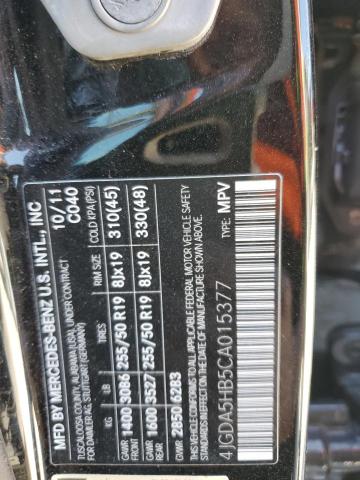 MFD BY MERCEDES-BENZ U.S. INTL., INC 10/11
TUSCALOOSA COUNTY, ALABAMA USA, UNDER CONTRACT C040
FOR DAIMLER AG, STUTTGART (GERMANY)
KG LB TIRES RIM SIZE COLD (KPA(PSI)
GAWR FRONT 1400 3086 255/50 R19 8Jx19 310(45)
GAWR REAR 1600 3527 255/50 R19 8Jx19 330(48)
GVWR 2850 6283
THIS VEHICLE CONFORMS TO ALL APPLICABLE FEDERAL MOTOR VEHICLE SAFETY
STANDARDS IN EFFECT ON THE DATE OF MANUFACTURE SHOWN ABOVE.
4JGDA5HB5CA015377 TYPE: MPV